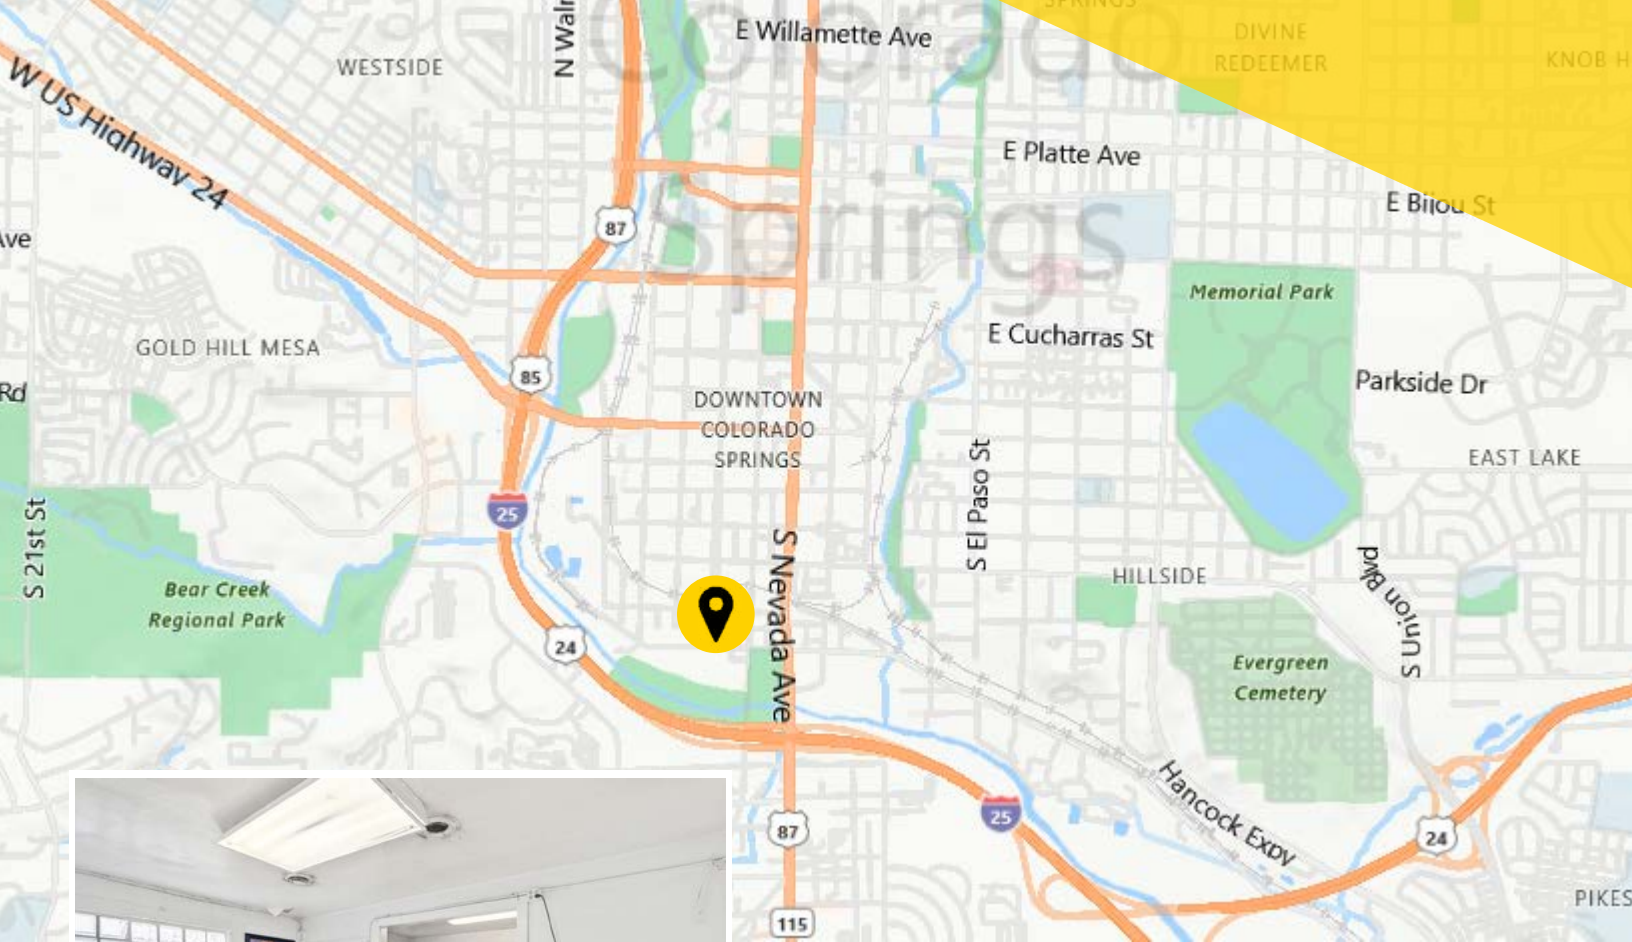 SPRINGS
Colorado
Springs
E Willamette Ave
N Walr
DIVINE
REDEEMER
KNOB H
WESTSIDE
W US Highway 24
E Platte Ave
E Bijou St
87
Ave
Memorial Park
E Cucharras St
GOLD HILL MESA
85
Parkside Dr
Rd
DOWNTOWN
COLORADO
SPRINGS
EAST LAKE
S El Paso St
25
S 21st St
S Nevada Ave
HILLSIDE
S Union Blvd
Bear Creek
Regional Park
24
Evergreen
Cemetery
Hancock Expy
25
87
24
PIKES
115